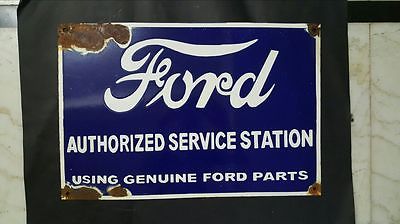 Ford
AUTHORIZED SERVICE STATION
USING GENUINE FORD PARTS